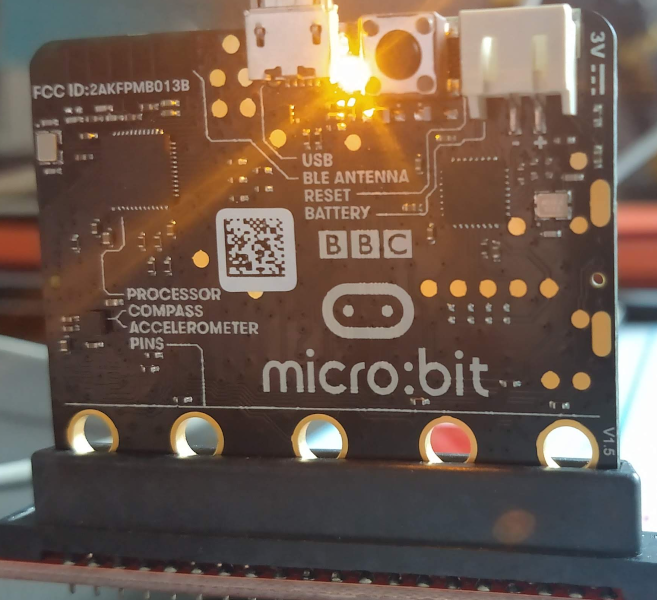 3V
FCC ID:2AKFPMB013B
USB
BLE ANTENNA
RESET
BATTERY
BBC
PROCESSOR
COMPASS
ACCELEROMETER
PINS
micro:bit
V1.5